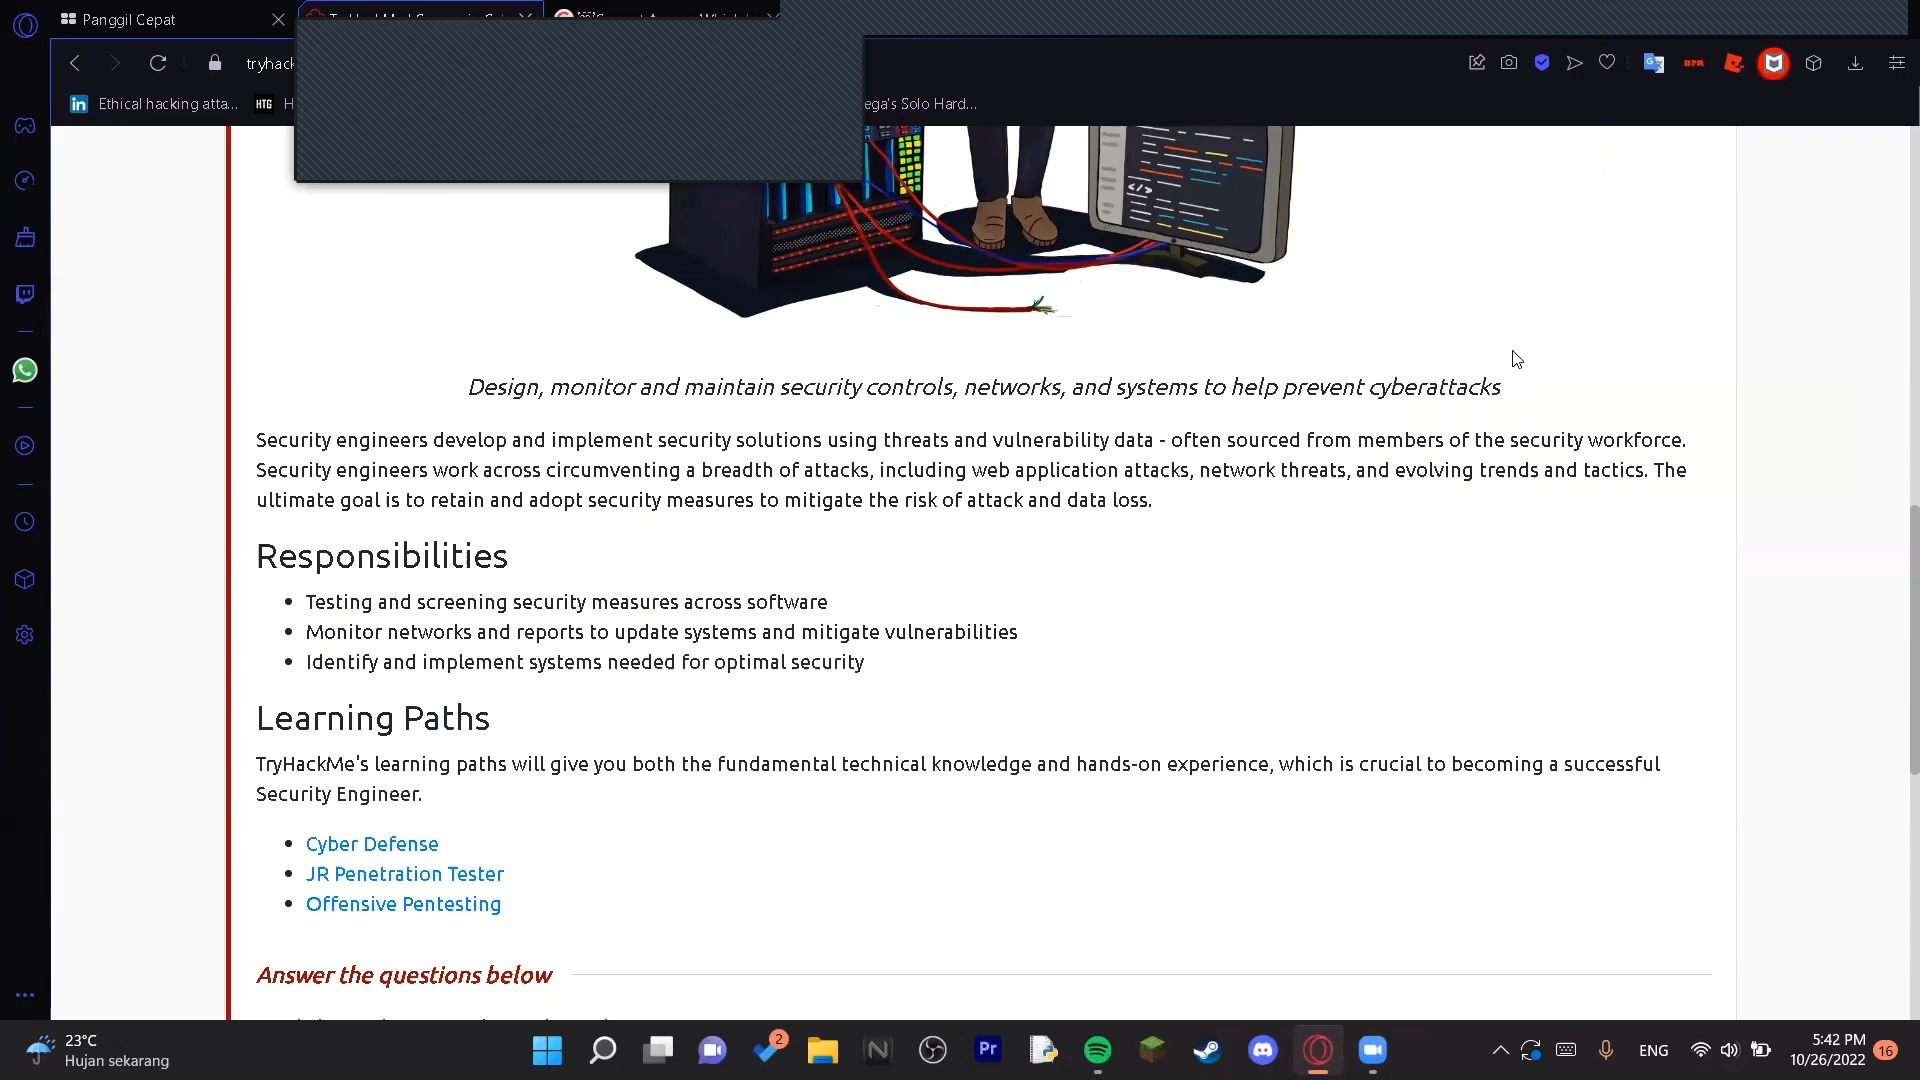 Panggil Cepat
tryhack
Ethical hacking atta...
HTG
H
ega's Solo Hard...
</>
Design, monitor and maintain security controls, networks, and systems to help prevent cyberattacks
Security engineers develop and implement security solutions using threats and vulnerability data - often sourced from members of the security workforce.
Security engineers work across circumventing a breadth of attacks, including web application attacks, network threats, and evolving trends and tactics. The
ultimate goal is to retain and adopt security measures to mitigate the risk of attack and data loss.
Responsibilities
Testing and screening security measures across software
Monitor networks and reports to update systems and mitigate vulnerabilities
Identify and implement systems needed for optimal security
Learning Paths
TryHackMe's learning paths will give you both the fundamental technical knowledge and hands-on experience, which is crucial to becoming a successful
Security Engineer.
Cyber Defense
JR Penetration Tester
Offensive Pentesting
Answer the questions below
23°C
Hujan sekarang
2
Pr
ENG
5:42 PM
10/26/2022
16